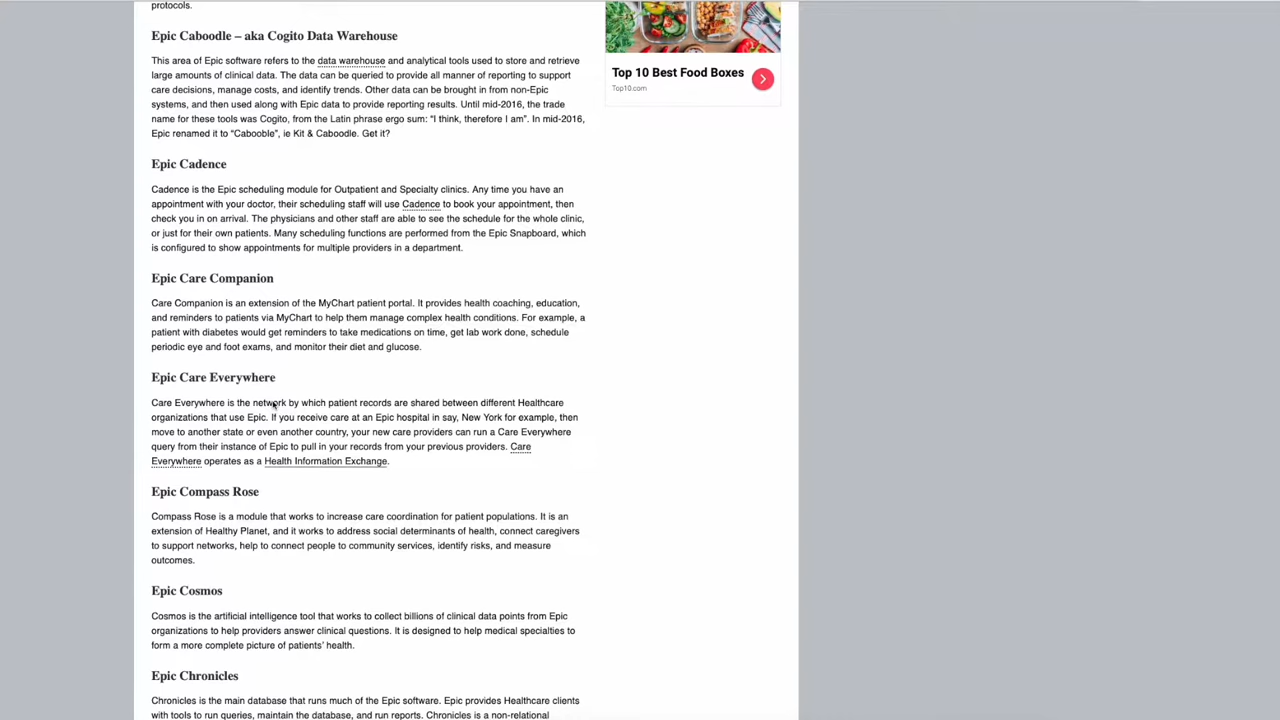 protocols.
Epic Caboodle – aka Cogito Data Warehouse
This area of Epic software refers to the data warehouse and analytical tools used to store and retrieve
large amounts of clinical data. The data can be queried to provide all manner of reporting to support
care decisions, manage costs, and identify trends. Other data can be brought in from non-Epic
systems, and then used along with Epic data to provide reporting results. Until mid-2016, the trade
name for these tools was Cogito, from the Latin phrase ergo sum: “I think, therefore I am”. In mid-2016,
Epic renamed it to “Cabooble”, ie Kit & Caboodle. Get it?
Epic Cadence
Cadence is the Epic scheduling module for Outpatient and Specialty clinics. Any time you have an
appointment with your doctor, their scheduling staff will use Cadence to book your appointment, then
check you in on arrival. The physicians and other staff are able to see the schedule for the whole clinic,
or just for their own patients. Many scheduling functions are performed from the Epic Snapboard, which
is configured to show appointments for multiple providers in a department.
Epic Care Companion
Care Companion is an extension of the MyChart patient portal. It provides health coaching, education,
and reminders to patients via MyChart to help them manage complex health conditions. For example, a
patient with diabetes would get reminders to take medications on time, get lab work done, schedule
periodic eye and foot exams, and monitor their diet and glucose.
Epic Care Everywhere
Care Everywhere is the network by which patient records are shared between different Healthcare
organizations that use Epic. If you receive care at an Epic hospital in say, New York for example, then
move to another state or even another country, your new care providers can run a Care Everywhere
query from their instance of Epic to pull in your records from your previous providers. Care
Everywhere operates as a Health Information Exchange.
Epic Compass Rose
Compass Rose is a module that works to increase care coordination for patient populations. It is an
extension of Healthy Planet, and it works to address social determinants of health, connect caregivers
to support networks, help to connect people to community services, identify risks, and measure
outcomes.
Epic Cosmos
Cosmos is the artificial intelligence tool that works to collect billions of clinical data points from Epic
organizations to help providers answer clinical questions. It is designed to help medical specialties to
form a more complete picture of patients’ health.
Epic Chronicles
Chronicles is the main database that runs much of the Epic software. Epic provides Healthcare clients
with tools to run queries, maintain the database, and run reports. Chronicles is a non-relational
Top 10 Best Food Boxes
Top10.com